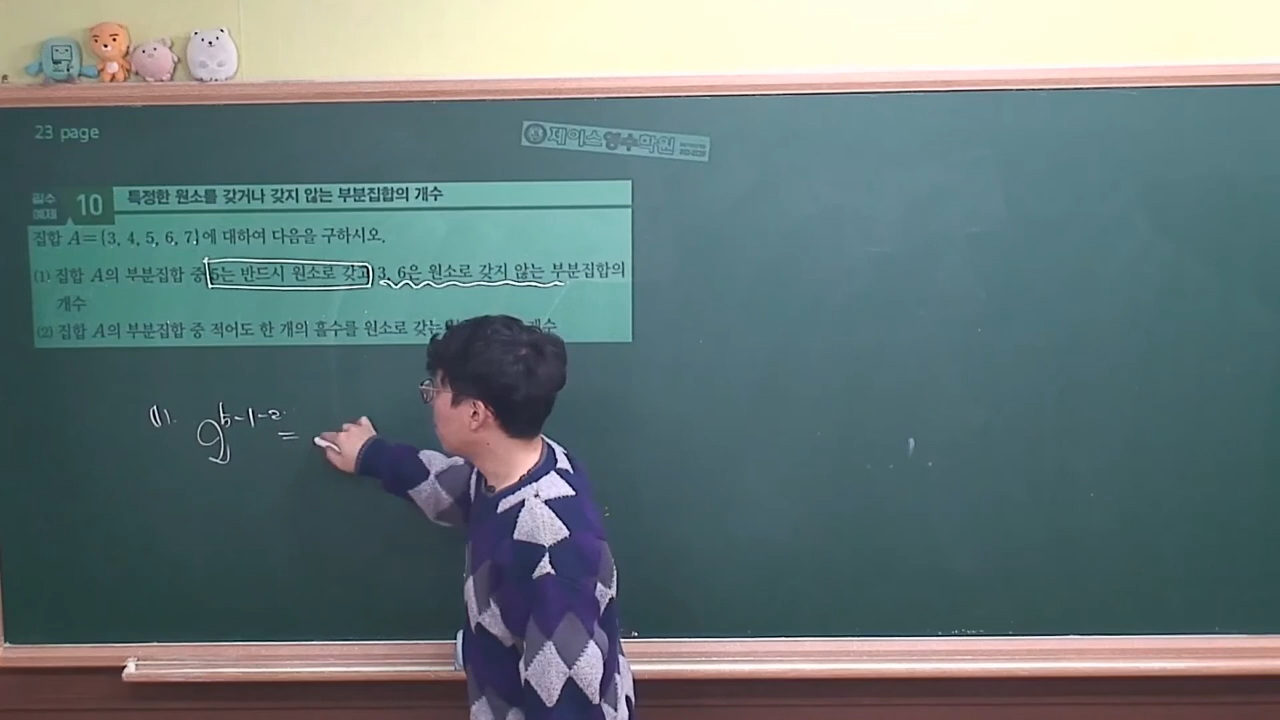 23 page
제이스영수학원
필수 예제 10 특정한 원소를 갖거나 갖지 않는 부분집합의 개수
집합 A={3, 4, 5, 6, 7}에 대하여 다음을 구하시오.
(1) 집합 A의 부분집합 중 5는 반드시 원소로 갖고 3, 6은 원소로 갖지 않는 부분집합의
개수
(2) 집합 A의 부분집합 중 적어도 한 개의 홀수를 원소로 갖는 개수
(1). 2^5-1-2 =